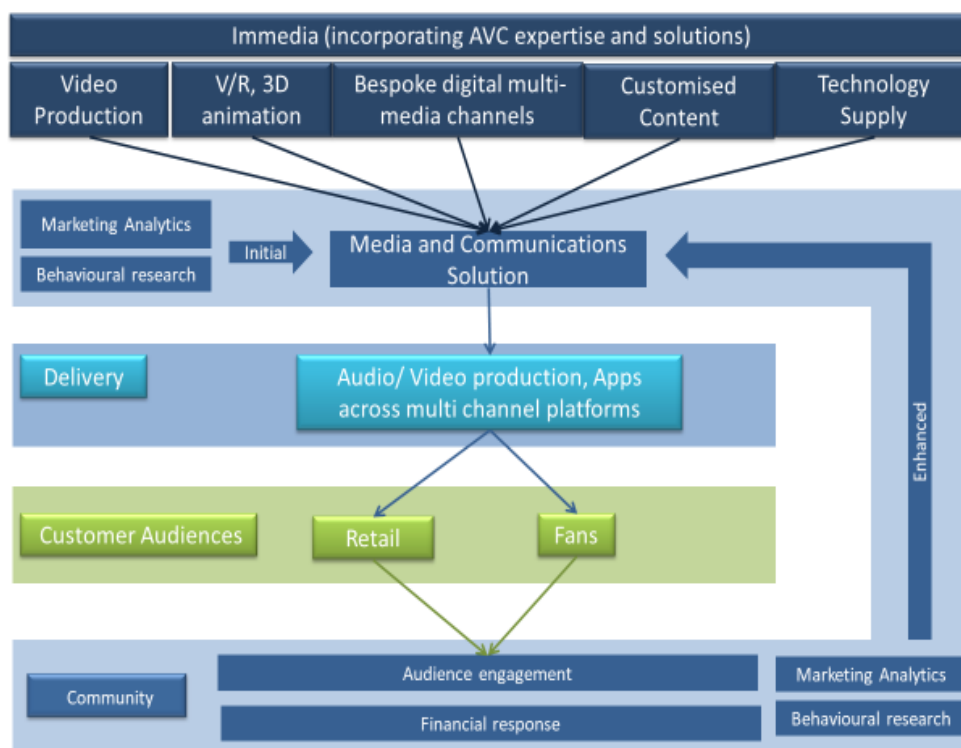 Immedia (incorporating AVC expertise and solutions)
Video
Production
V/R, 3D
animation
Bespoke digital multi-
media channels
Customised
Content
Technology
Supply
Marketing Analytics
Behavioural research
Initial
Media and Communications
Solution
Delivery
Audio/ Video production, Apps
across multi channel platforms
Enhanced
Customer Audiences
Retail
Fans
Community
Audience engagement
Financial response
Marketing Analytics
Behavioural research